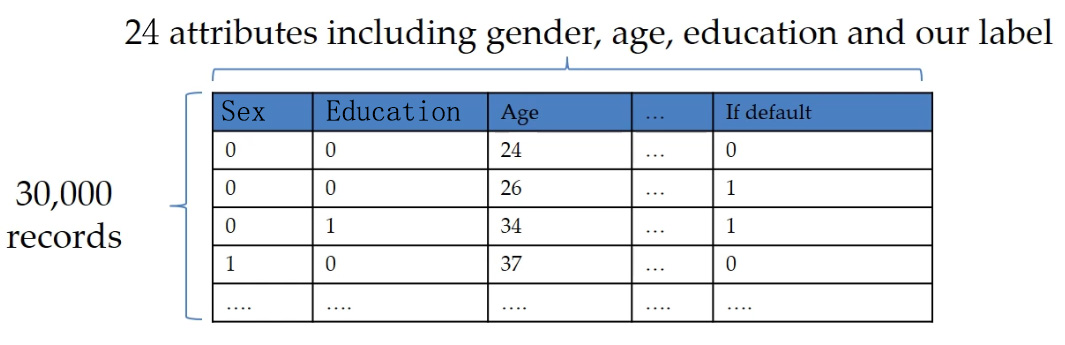 24 attributes including gender, age, education and our label
Sex Education Age ... If default
0 0 24 ... 0
0 0 26 ... 1
30,000
records
0 1 34 ... 1
1 0 37 ... 0
.... .... .... .... ....